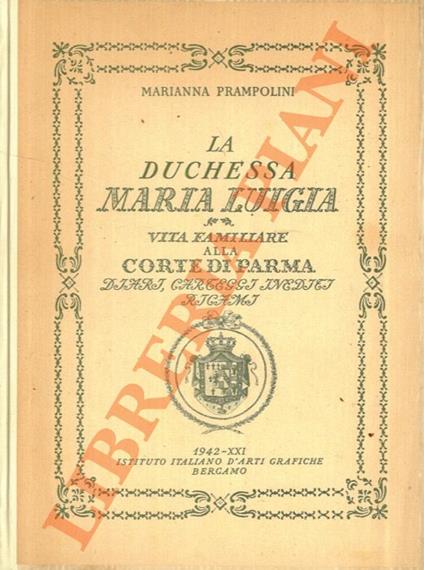 MARIANNA PRAMPOLINI
LA
DUCHESSA
MARIA LUIGIA
VITA FAMILIARE
ALLA
CORTE DI PARMA
DIARI, CARTEGGI INEDITI
RICAMI
1942-XXI
ISTITUTO ITALIANO D'ARTI GRAFICHE
BERGAMO
LIBRERIA PIANI